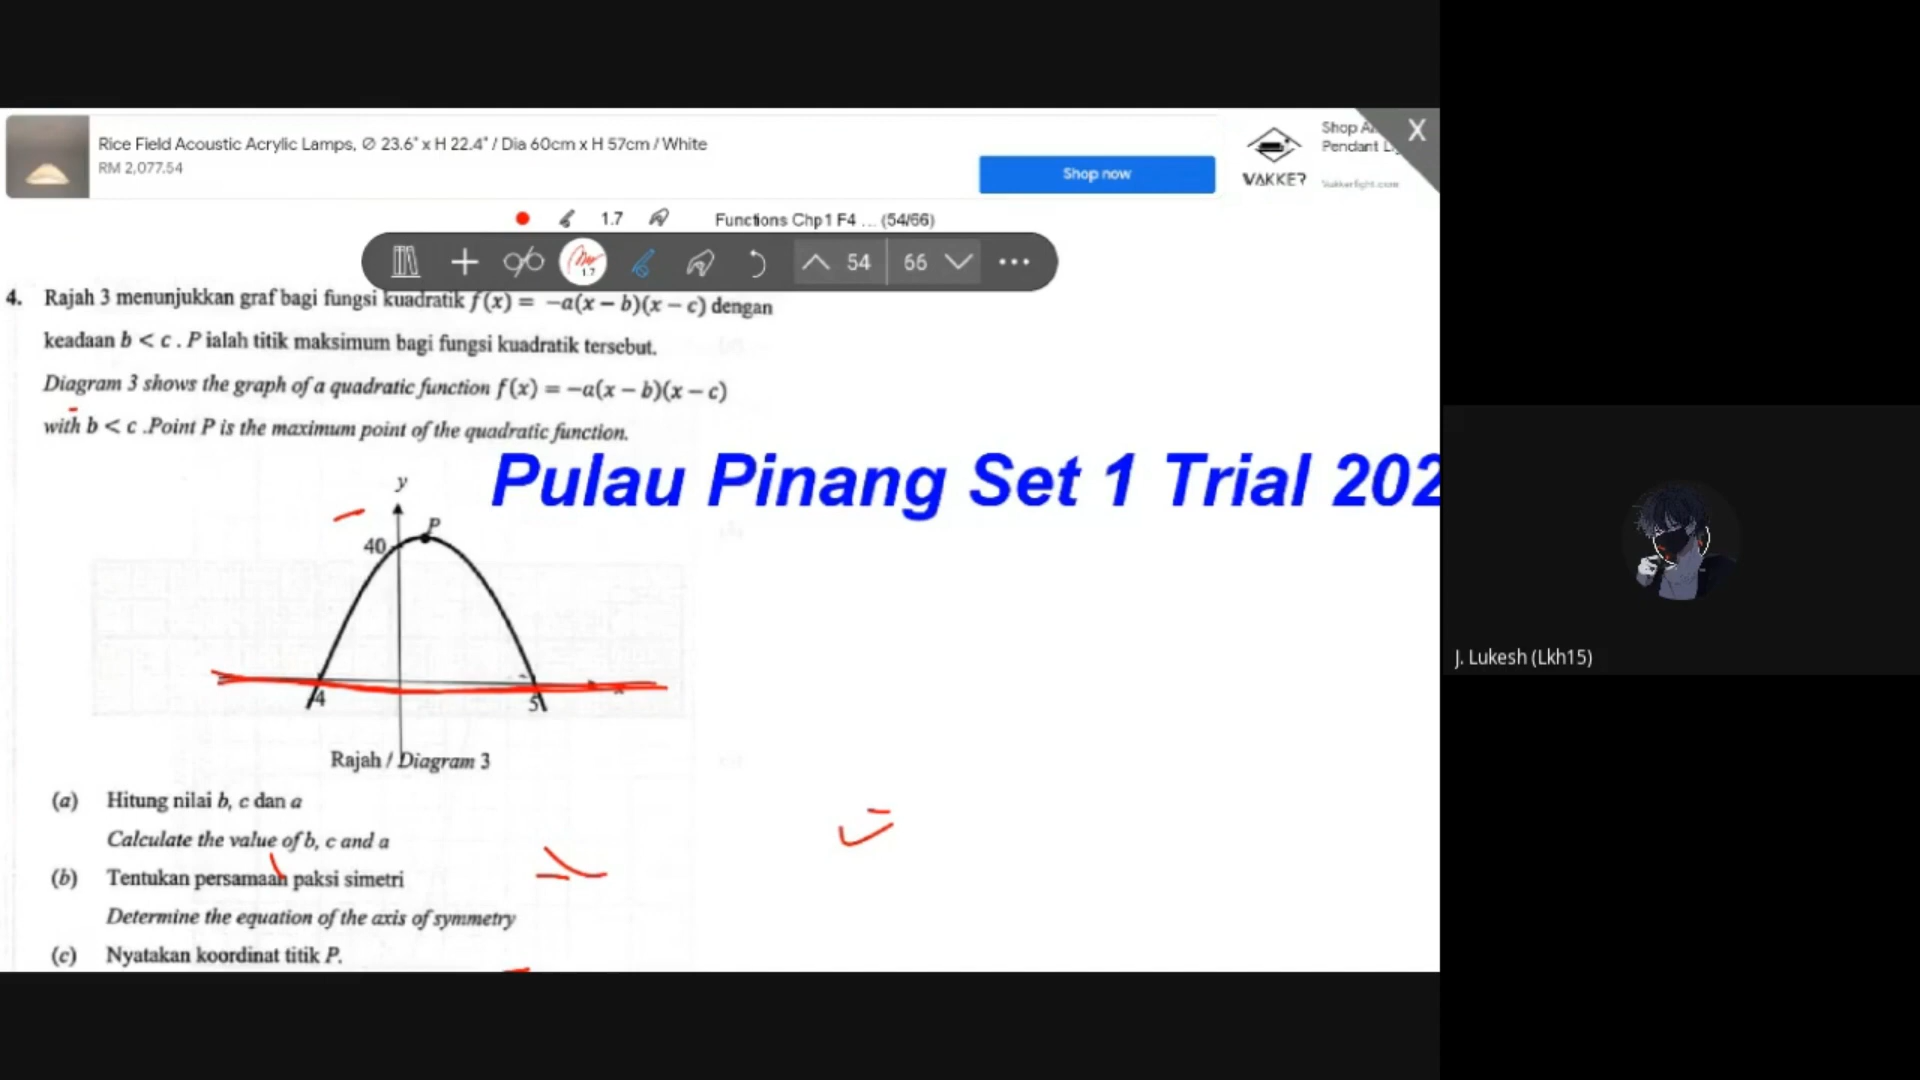 Rice Field Acoustic Acrylic Lamps, Ø 23.6" x H 22.4" / Dia 60cm x H 57cm / White
RM 2,077.54
Shop now
VAKKER
Shop
Pendant
X
1.7
Functions Chp1 F4 ... (54/66)
1.7
54
66
4. Rajah 3 menunjukkan graf bagi fungsi kuadratik f(x) = −a(x − b)(x − c) dengan
keadaan b < c . P ialah titik maksimum bagi fungsi kuadratik tersebut.
Diagram 3 shows the graph of a quadratic function f(x) = −a(x − b)(x − c)
with b < c .Point P is the maximum point of the quadratic function.
Pulau Pinang Set 1 Trial 202
y
P
40
4
5
x
Rajah / Diagram 3
(a) Hitung nilai b, c dan a
Calculate the value of b, c and a
(b) Tentukan persamaan paksi simetri
Determine the equation of the axis of symmetry
(c) Nyatakan koordinat titik P.
J. Lukesh (Lkh15)